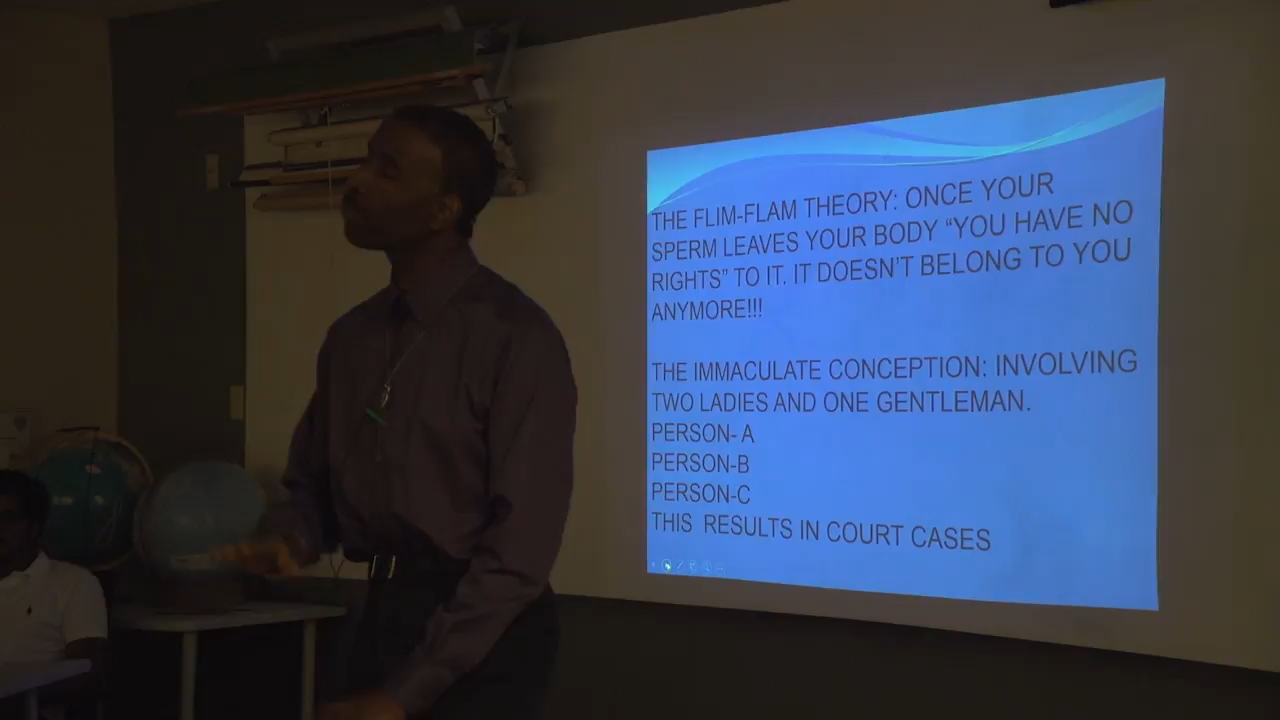 THE FLIM-FLAM THEORY: ONCE YOUR
SPERM LEAVES YOUR BODY “YOU HAVE NO
RIGHTS” TO IT. IT DOESN’T BELONG TO YOU
ANYMORE!!!
THE IMMACULATE CONCEPTION: INVOLVING
TWO LADIES AND ONE GENTLEMAN.
PERSON- A
PERSON-B
PERSON-C
THIS  RESULTS IN COURT CASES